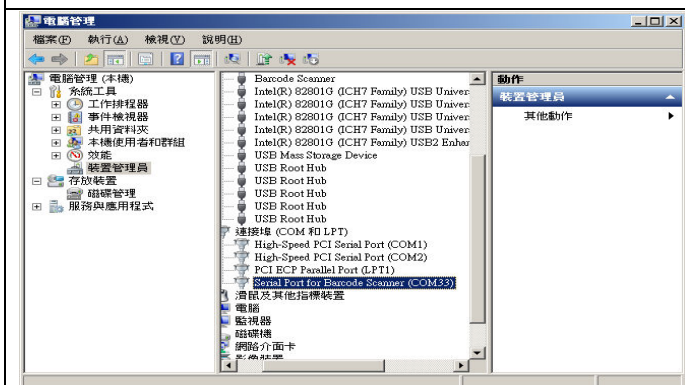 電腦管理
檔案(F) 執行(A) 檢視(V) 說明(H)
電腦管理 (本機)
系統工具
工作排程器
事件檢視器
共用資料夾
本機使用者和群組
效能
裝置管理員
存放裝置
磁碟管理
服務與應用程式
Barcode Scanner
Intel(R) 82801G (ICH7 Family) USB Univer
Intel(R) 82801G (ICH7 Family) USB Univer
Intel(R) 82801G (ICH7 Family) USB Univer
Intel(R) 82801G (ICH7 Family) USB Univer
Intel(R) 82801G (ICH7 Family) USB2 Enhan
USB Mass Storage Device
USB Root Hub
USB Root Hub
USB Root Hub
USB Root Hub
USB Root Hub
連接埠 (COM 和 LPT)
High-Speed PCI Serial Port (COM1)
High-Speed PCI Serial Port (COM2)
PCI ECP Parallel Port (LPT1)
Serial Port for Barcode Scanner (COM33)
滑鼠及其他指標裝置
電腦
監視器
磁碟機
網路介面卡
影像裝置
動作
裝置管理員
其他動作